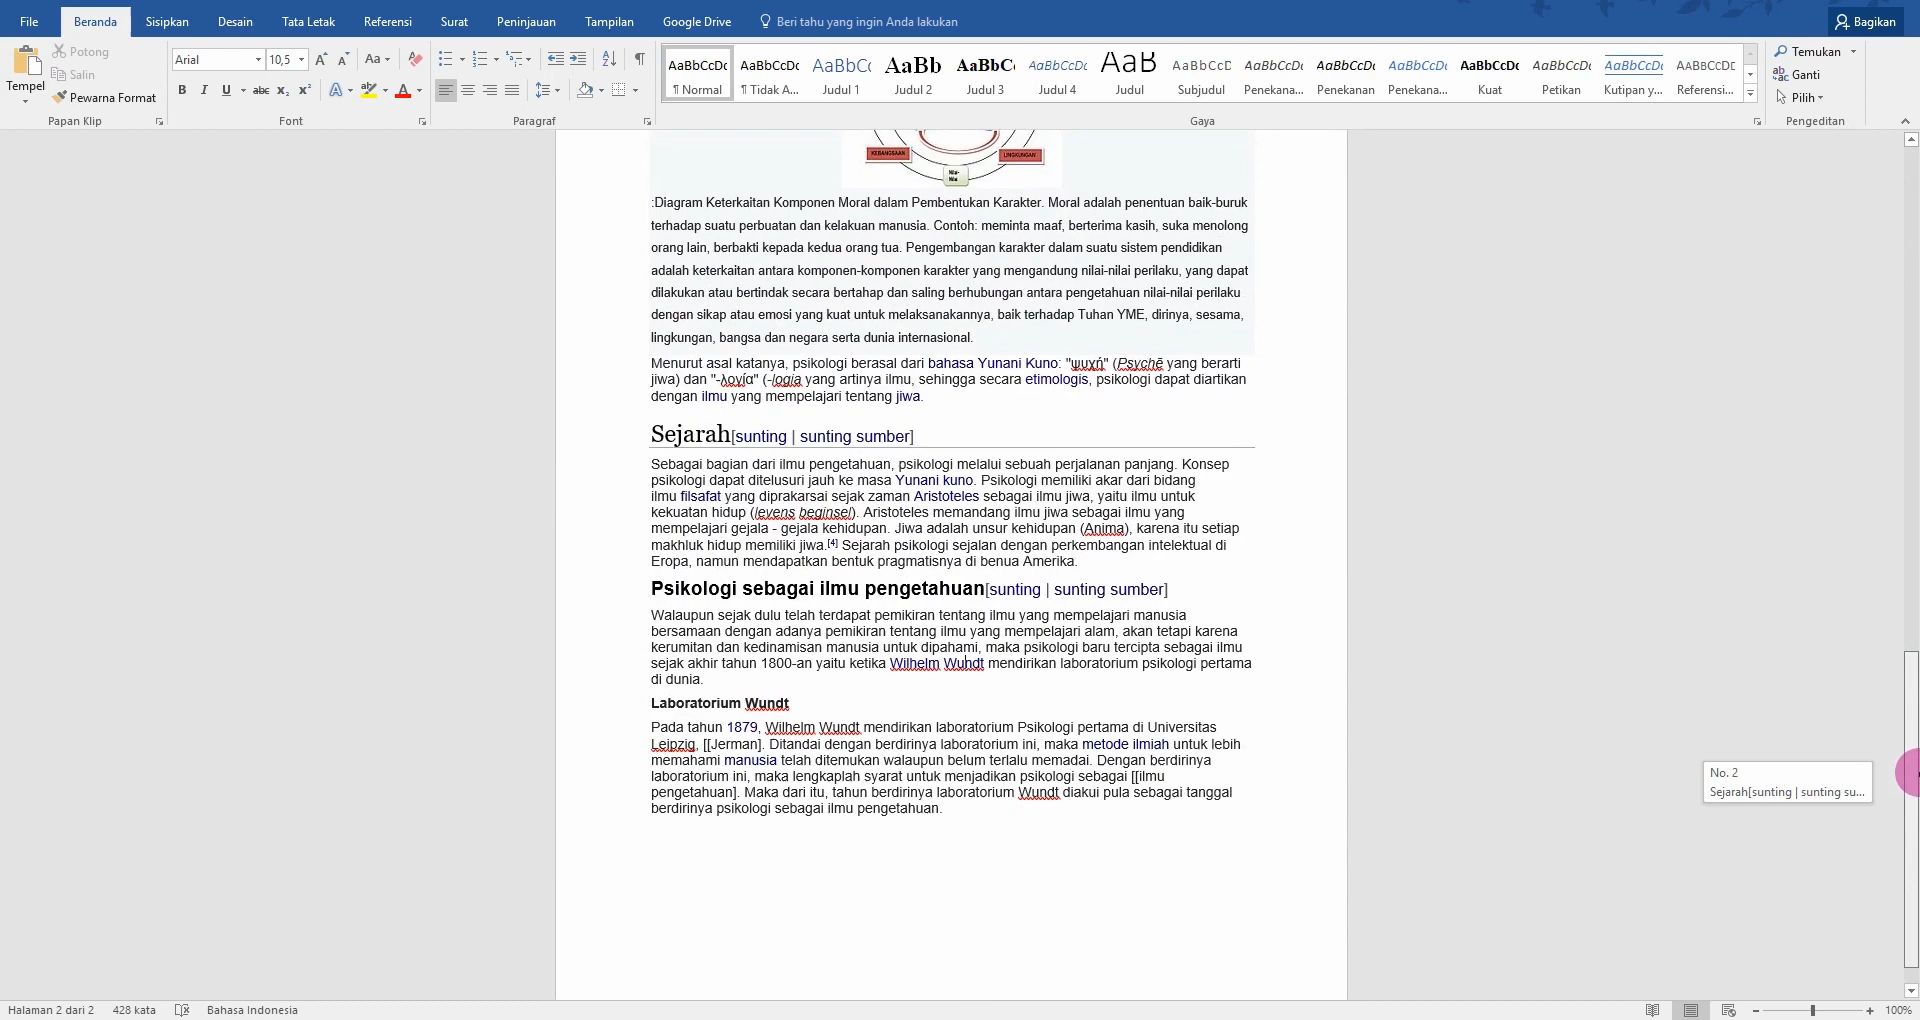 File Beranda Sisipkan Desain Tata Letak Referensi Surat Peninjauan Tampilan Google Drive Beri tahu yang ingin Anda lakukan Bagikan
Tempel
Potong
Salin
Pewarna Format
Papan Klip
Arial 10,5
Aa
B I U abc x₂ x²
A A
Font
Paragraf
AaBbCcDc AaBbCcDc AaBbC AaBb AaBbC AaBbCcDc AaB AaBbCcD AaBbCcDc AaBbCcDc AaBbCcDc AaBbCcDc AaBbCcDc AaBbCcDc AABBCCDE
¶ Normal ¶ Tidak A... Judul 1 Judul 2 Judul 3 Judul 4 Judul Subjudul Penekana... Penekanan Penekana... Kuat Petikan Kutipan y... Referensi...
Gaya
Temukan
Ganti
Pilih
Pengeditan
KEBANGSAAN LINGKUNGAN
Nilai-
Nilai
:Diagram Keterkaitan Komponen Moral dalam Pembentukan Karakter. Moral adalah penentuan baik-buruk
terhadap suatu perbuatan dan kelakuan manusia. Contoh: meminta maaf, berterima kasih, suka menolong
orang lain, berbakti kepada kedua orang tua. Pengembangan karakter dalam suatu sistem pendidikan
adalah keterkaitan antara komponen-komponen karakter yang mengandung nilai-nilai perilaku, yang dapat
dilakukan atau bertindak secara bertahap dan saling berhubungan antara pengetahuan nilai-nilai perilaku
dengan sikap atau emosi yang kuat untuk melaksanakannya, baik terhadap Tuhan YME, dirinya, sesama,
lingkungan, bangsa dan negara serta dunia internasional.
Menurut asal katanya, psikologi berasal dari bahasa Yunani Kuno: "ψυχή" (Psychē yang berarti
jiwa) dan "-λογία" (-logia yang artinya ilmu, sehingga secara etimologis, psikologi dapat diartikan
dengan ilmu yang mempelajari tentang jiwa.
Sejarah[sunting | sunting sumber]
Sebagai bagian dari ilmu pengetahuan, psikologi melalui sebuah perjalanan panjang. Konsep
psikologi dapat ditelusuri jauh ke masa Yunani kuno. Psikologi memiliki akar dari bidang
ilmu filsafat yang diprakarsai sejak zaman Aristoteles sebagai ilmu jiwa, yaitu ilmu untuk
kekuatan hidup (levens beginsel). Aristoteles memandang ilmu jiwa sebagai ilmu yang
mempelajari gejala - gejala kehidupan. Jiwa adalah unsur kehidupan (Anima), karena itu setiap
makhluk hidup memiliki jiwa.[4] Sejarah psikologi sejalan dengan perkembangan intelektual di
Eropa, namun mendapatkan bentuk pragmatisnya di benua Amerika.
Psikologi sebagai ilmu pengetahuan[sunting | sunting sumber]
Walaupun sejak dulu telah terdapat pemikiran tentang ilmu yang mempelajari manusia
bersamaan dengan adanya pemikiran tentang ilmu yang mempelajari alam, akan tetapi karena
kerumitan dan kedinamisan manusia untuk dipahami, maka psikologi baru tercipta sebagai ilmu
sejak akhir tahun 1800-an yaitu ketika Wilhelm Wundt mendirikan laboratorium psikologi pertama
di dunia.
Laboratorium Wundt
Pada tahun 1879, Wilhelm Wundt mendirikan laboratorium Psikologi pertama di Universitas
Leipzig, [[Jerman]. Ditandai dengan berdirinya laboratorium ini, maka metode ilmiah untuk lebih
memahami manusia telah ditemukan walaupun belum terlalu memadai. Dengan berdirinya
laboratorium ini, maka lengkaplah syarat untuk menjadikan psikologi sebagai [[ilmu
pengetahuan]. Maka dari itu, tahun berdirinya laboratorium Wundt diakui pula sebagai tanggal
berdirinya psikologi sebagai ilmu pengetahuan.
No. 2
Sejarah[sunting | sunting su...
Halaman 2 dari 2 428 kata Bahasa Indonesia 100%